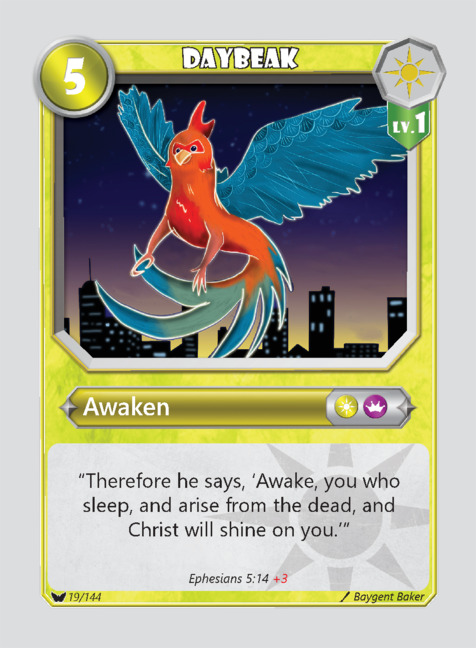 5
DAYBEAK
LV.1
Awaken
“Therefore he says, ‘Awake, you who
sleep, and arise from the dead, and
Christ will shine on you.’”
Ephesians 5:14 +3
19/144
Baygent Baker